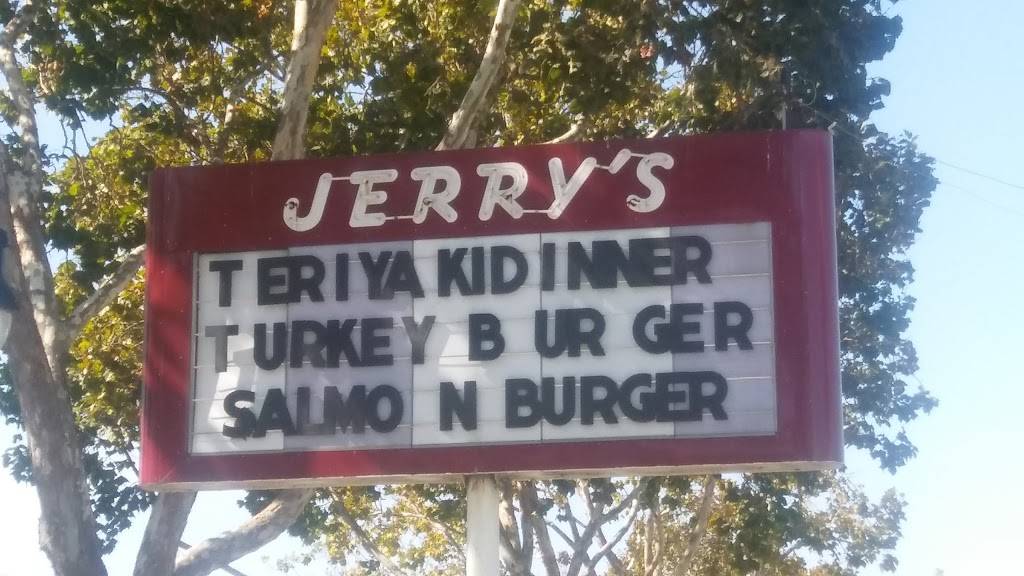 JERRY'S
TERIYAKI DINNER
TURKEY BURGER
SALMON BURGER